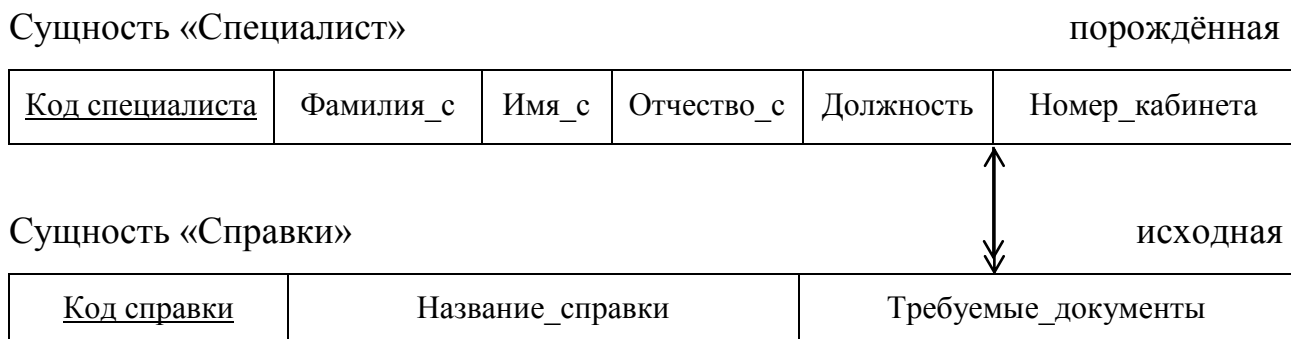 Сущность «Специалист» порождённая
Код специалиста Фамилия_с Имя_с Отчество_с Должность Номер_кабинета
Сущность «Справки» исходная
Код справки Название_справки Требуемые_документы